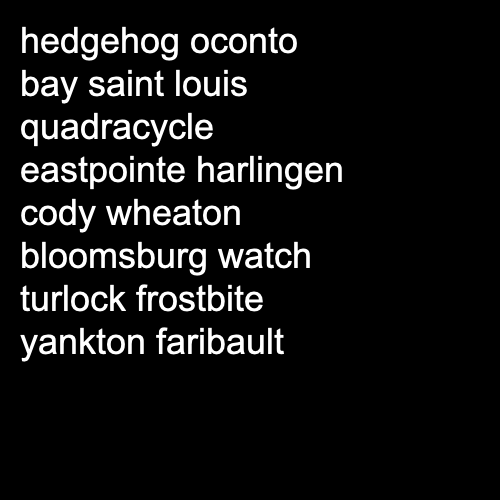 hedgehog oconto
bay saint louis
quadracycle
eastpointe harlingen
cody wheaton
bloomsburg watch
turlock frostbite
yankton faribault